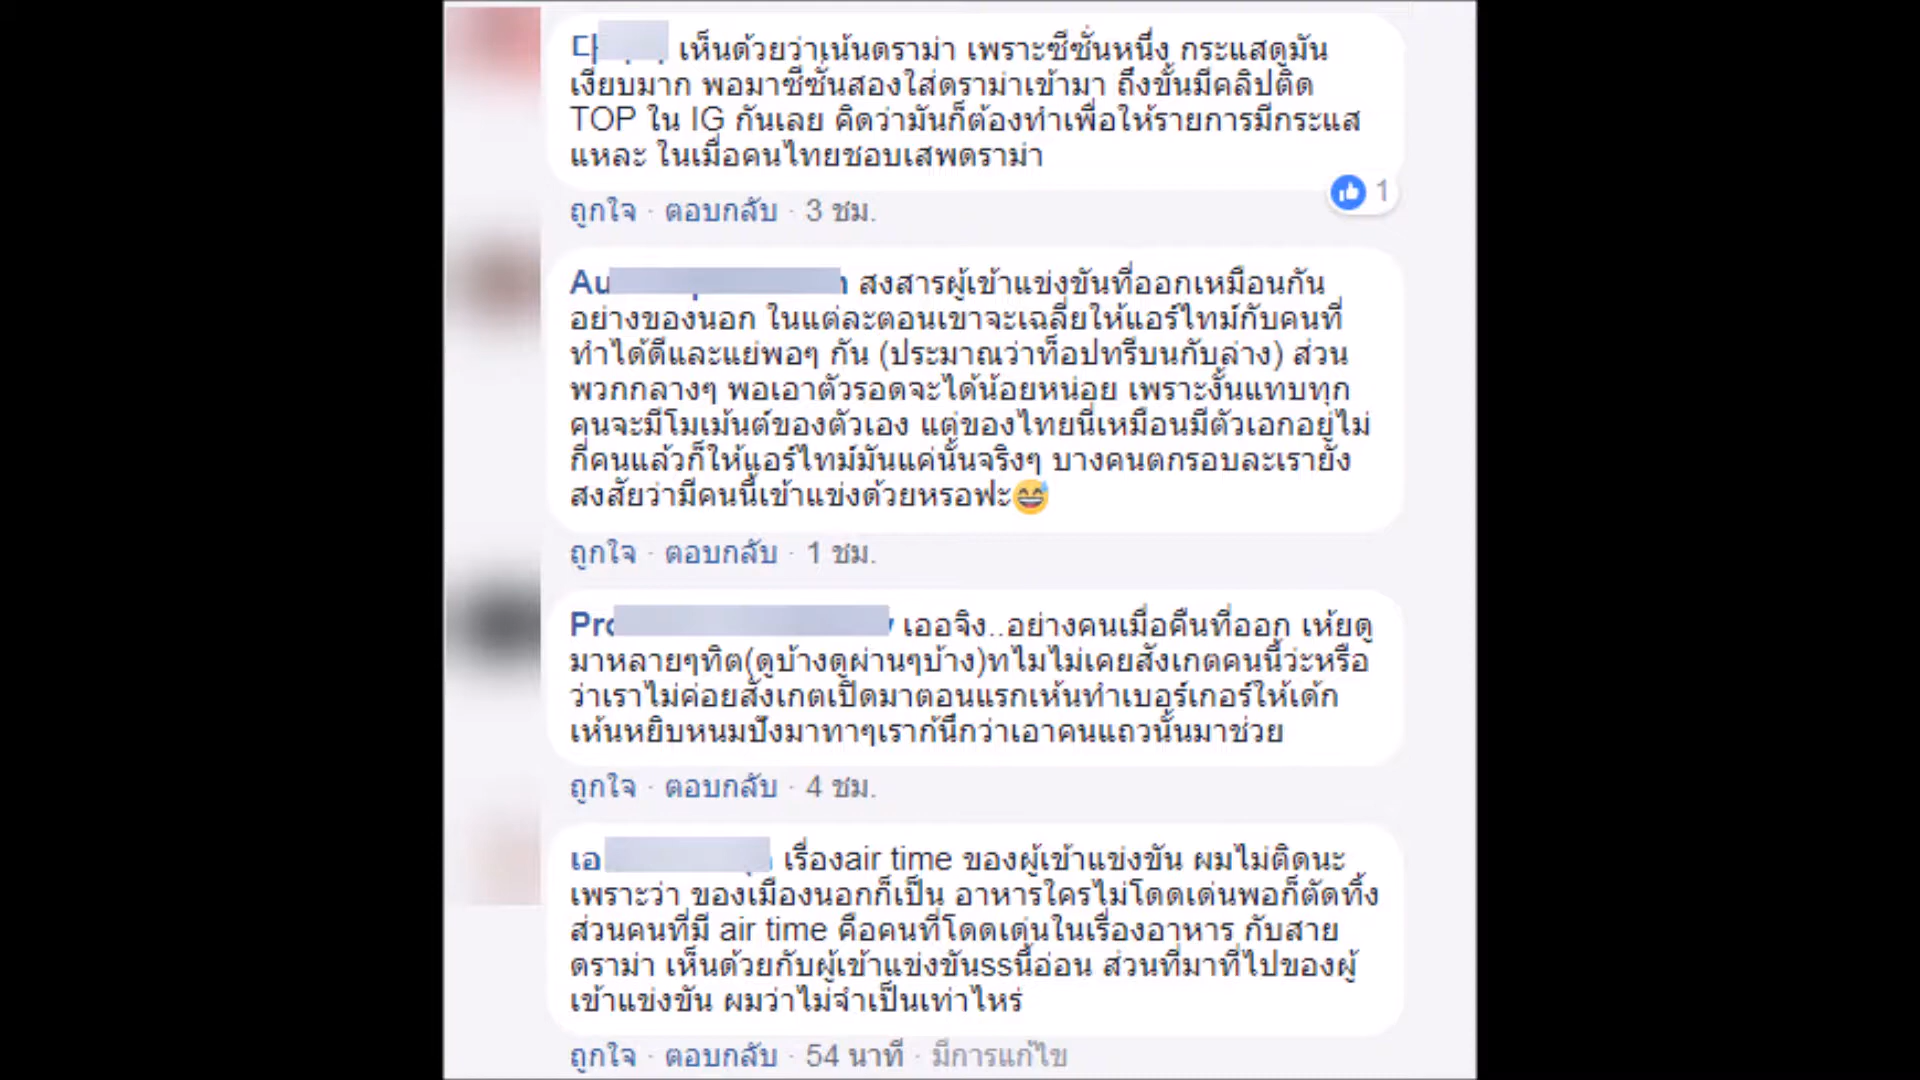 เห็นด้วยว่าเน้นดราม่า เพราะซีซั่นหนึ่ง กระแสดูมัน
เงียบมาก พอมาซีซั่นสองใส่ดราม่าเข้ามา ถึงขั้นมีคลิปติด
TOP ใน IG กันเลย คิดว่ามันก็ต้องทำเพื่อให้รายการมีกระแส
แหละ ในเมื่อคนไทยชอบเสพดราม่า
1
ถูกใจ · ตอบกลับ · 3 ชม.
Au สงสารผู้เข้าแข่งขันที่ออกเหมือนกัน
อย่างของนอก ในแต่ละตอนเขาจะเฉลี่ยให้แอร์ไทม์กับคนที่
ทำได้ดีและแย่พอๆ กัน (ประมาณว่าท็อปทรีบนกับล่าง) ส่วน
พวกกลางๆ พอเอาตัวรอดจะได้น้อยหน่อย เพราะงั้นแทบทุก
คนจะมีโมเม้นต์ของตัวเอง แต่ของไทยนี่เหมือนมีตัวเอกอยู่ไม่
กี่คนแล้วก็ให้แอร์ไทม์มันแค่นั้นจริงๆ บางคนตกรอบละเรายัง
สงสัยว่ามีคนนี้เข้าแข่งด้วยหรอฟะ😅
ถูกใจ · ตอบกลับ · 1 ชม.
Pro เออจิง..อย่างคนเมื่อคืนที่ออก เห้ยดู
มาหลายๆทิต(ดูบ้างดูผ่านๆบ้าง)ทไมไม่เคยสังเกตคนนี้ว่ะหรือ
ว่าเราไม่ค่อยสังเกตเปิดมาตอนแรกเห้นทำเบอร์เกอร์ให้เด้ก
เห้นหยิบหนมปังมาทาๆเราก้นึกว่าเอาคนแถวนั้นมาช่วย
ถูกใจ · ตอบกลับ · 4 ชม.
เอ เรื่องair time ของผู้เข้าแข่งขัน ผมไม่ติดนะ
เพราะว่า ของเมืองนอกก็เป็น อาหารใครไม่โดดเด่นพอก็ตัดทิ้ง
ส่วนคนที่มี air time คือคนที่โดดเด่นในเรื่องอาหาร กับสาย
ดราม่า เห็นด้วยกับผู้เข้าแข่งขันssนี้อ่อน ส่วนที่มาที่ไปของผู้
เข้าแข่งขัน ผมว่าไม่จำเป็นเท่าไหร่
ถูกใจ · ตอบกลับ · 54 นาที · มีการแก้ไข